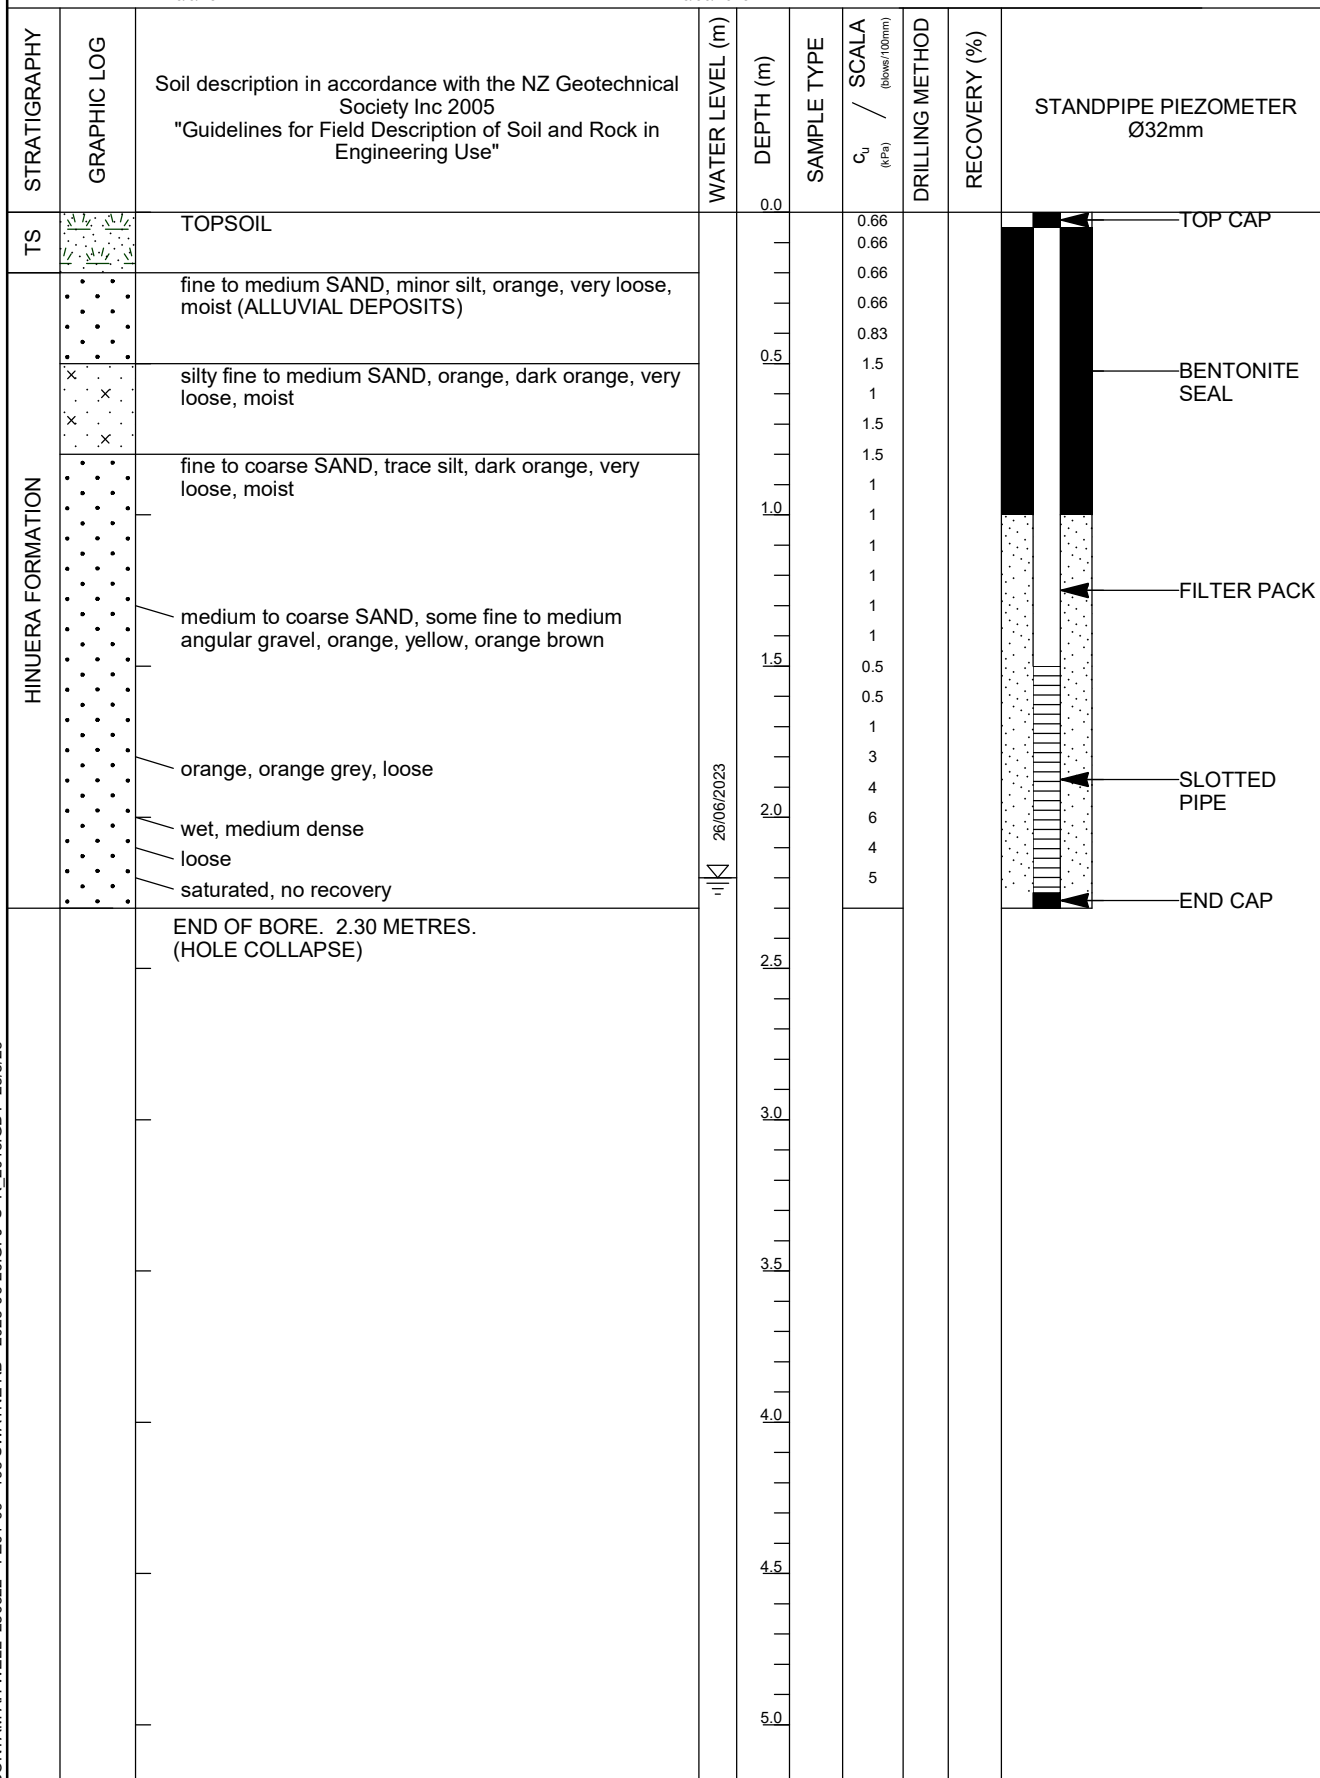 STRATIGRAPHY
GRAPHIC LOG
Soil description in accordance with the NZ Geotechnical
Society Inc 2005
"Guidelines for Field Description of Soil and Rock in
Engineering Use"
WATER LEVEL (m)
DEPTH (m)
SAMPLE TYPE
cu / SCALA
(kPa) (blows/100mm)
DRILLING METHOD
RECOVERY (%)
STANDPIPE PIEZOMETER
Ø32mm
0.0
TS
TOPSOIL
0.66
TOP CAP
0.66
0.66
fine to medium SAND, minor silt, orange, very loose,
moist (ALLUVIAL DEPOSITS)
0.66
0.83
0.5
1.5
silty fine to medium SAND, orange, dark orange, very
loose, moist
BENTONITE
SEAL
1
1.5
1.5
HINUERA FORMATION
fine to coarse SAND, trace silt, dark orange, very
loose, moist
1
1.0
1
1
1
FILTER PACK
1
medium to coarse SAND, some fine to medium
angular gravel, orange, yellow, orange brown
1
1.5
0.5
0.5
1
3
orange, orange grey, loose
SLOTTED
PIPE
4
26/06/2023
2.0
6
wet, medium dense
4
loose
5
saturated, no recovery
END CAP
END OF BORE. 2.30 METRES.
(HOLE COLLAPSE)
2.5
3.0
3.5
4.0
4.5
5.0